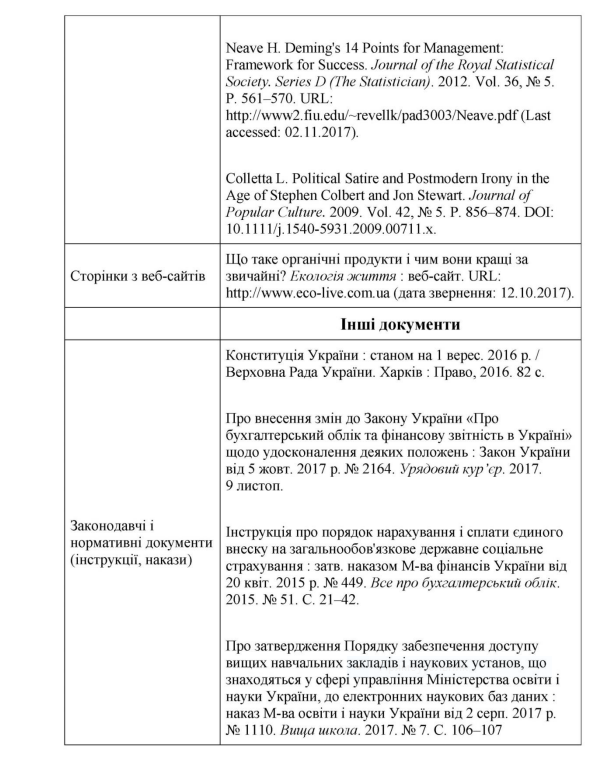 Neave H. Deming's 14 Points for Management:
Framework for Success. Journal of the Royal Statistical
Society. Series D (The Statistician). 2012. Vol. 36, № 5.
P. 561–570. URL:
http://www2.fiu.edu/~revellk/pad3003/Neave.pdf (Last
accessed: 02.11.2017).
Colletta L. Political Satire and Postmodern Irony in the
Age of Stephen Colbert and Jon Stewart. Journal of
Popular Culture. 2009. Vol. 42, № 5. P. 856–874. DOI:
10.1111/j.1540-5931.2009.00711.x.
Сторінки з веб-сайтів
Що таке органічні продукти і чим вони кращі за
звичайні? Екологія життя : веб-сайт. URL:
http://www.eco-live.com.ua (дата звернення: 12.10.2017).
Інші документи
Законодавчі і
нормативні документи
(інструкції, накази)
Конституція України : станом на 1 верес. 2016 р. /
Верховна Рада України. Харків : Право, 2016. 82 с.
Про внесення змін до Закону України «Про
бухгалтерський облік та фінансову звітність в Україні»
щодо удосконалення деяких положень : Закон України
від 5 жовт. 2017 р. № 2164. Урядовий кур’єр. 2017.
9 листоп.
Інструкція про порядок нарахування і сплати єдиного
внеску на загальнообов'язкове державне соціальне
страхування : затв. наказом М-ва фінансів України від
20 квіт. 2015 р. № 449. Все про бухгалтерський облік.
2015. № 51. С. 21–42.
Про затвердження Порядку забезпечення доступу
вищих навчальних закладів і наукових установ, що
знаходяться у сфері управління Міністерства освіти і
науки України, до електронних наукових баз даних :
наказ М-ва освіти і науки України від 2 серп. 2017 р.
№ 1110. Вища школа. 2017. № 7. С. 106–107